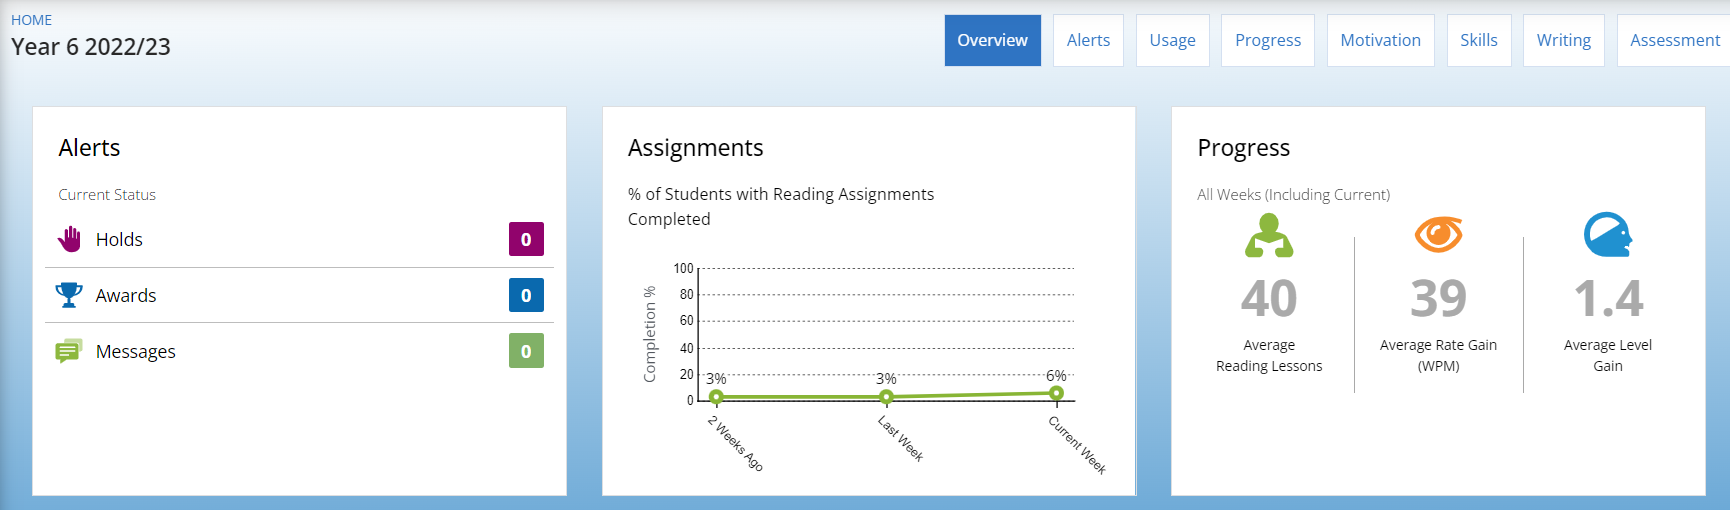 HOME
Year 6 2022/23
Overview
Alerts
Usage
Progress
Motivation
Skills
Writing
Assessment
Alerts
Current Status
Holds
0
Awards
0
Messages
0
Assignments
% of Students with Reading Assignments
Completed
Completion %
100
80
60
40
20
0
3%
3%
6%
2 Weeks Ago
Last Week
Current Week
Progress
All Weeks (Including Current)
40
Average
Reading Lessons
39
Average Rate Gain
(WPM)
1.4
Average Level
Gain